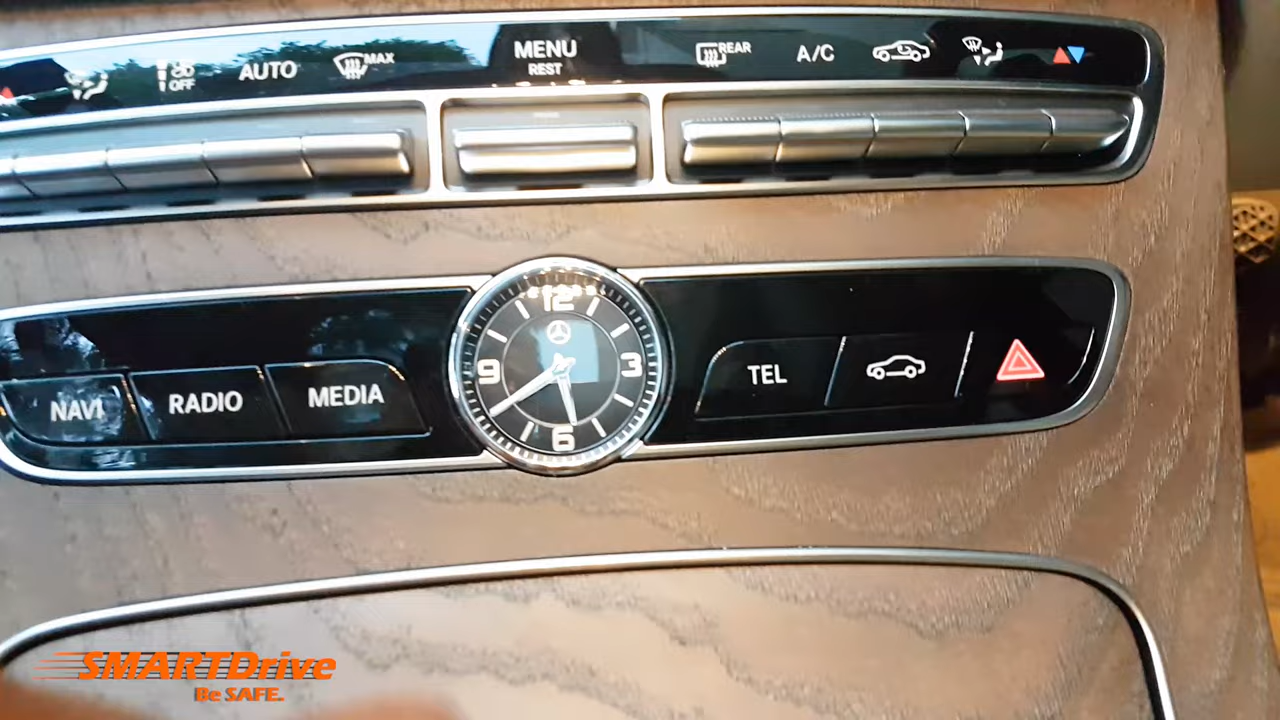 OFF
AUTO
MAX
MENU
REST
REAR
A/C
12
9
3
6
NAVI
RADIO
MEDIA
TEL
SMARTDrive
Be SAFE.